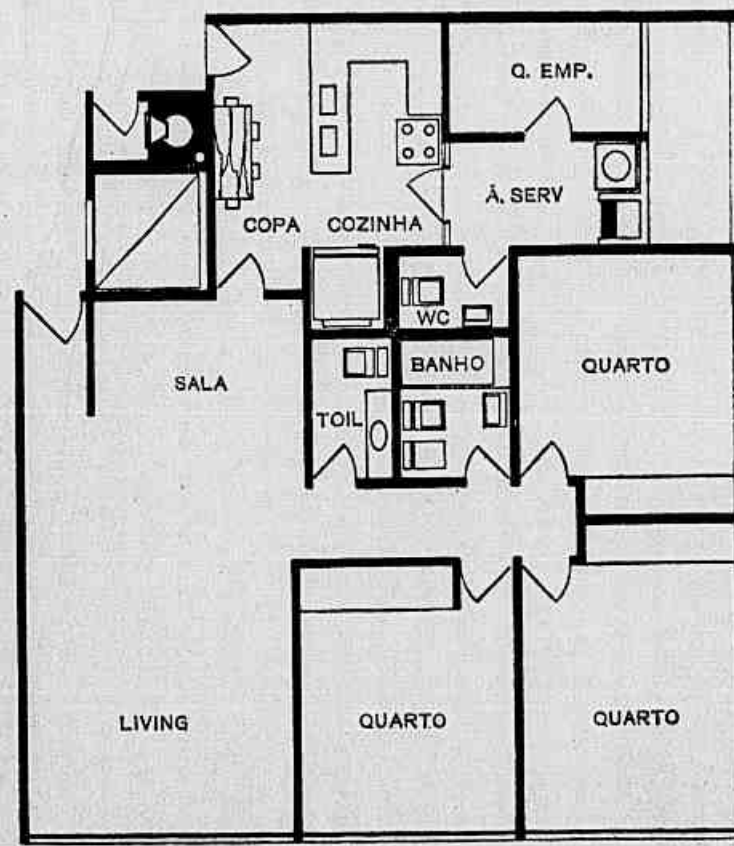 Q. EMP.
Á. SERV
COPA COZINHA
WC
BANHO
QUARTO
SALA
TOIL
LIVING
QUARTO
QUARTO